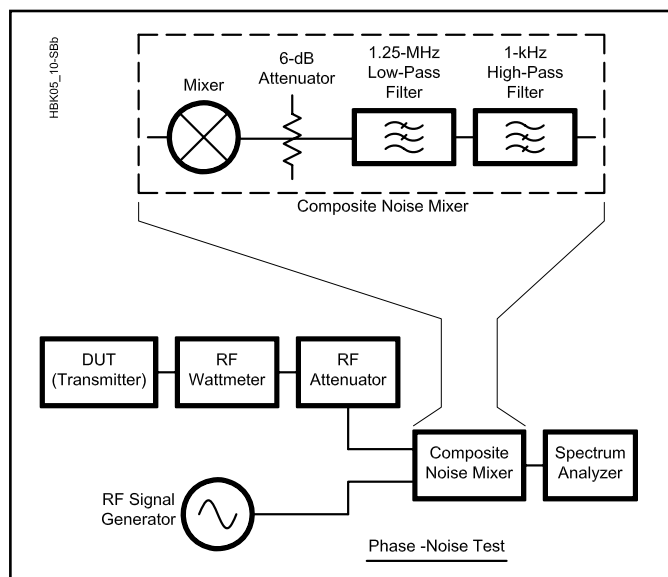 HBK05_10-SBb
Mixer
6-dB
Attenuator
1.25-MHz
Low-Pass
Filter
1-kHz
High-Pass
Filter
Composite Noise Mixer
DUT
(Transmitter)
RF
Wattmeter
RF
Attenuator
Composite
Noise Mixer
Spectrum
Analyzer
RF Signal
Generator
Phase -Noise Test